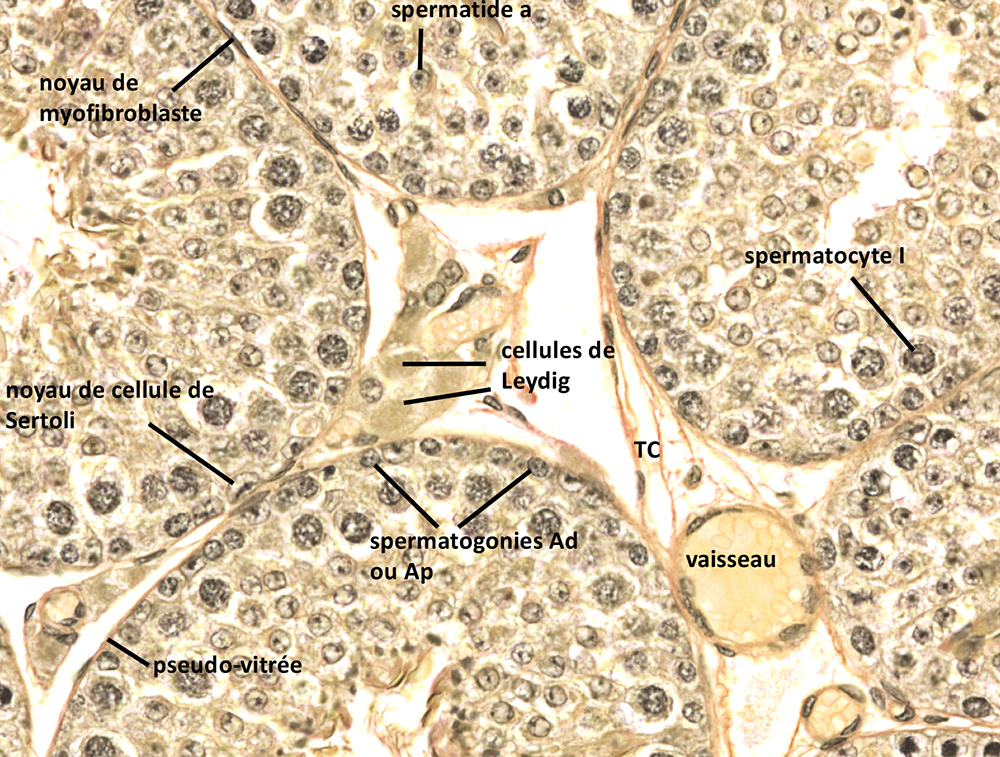 spermatide a
noyau de
myofibroblaste
spermatocyte I
cellules de
Leydig
noyau de cellule de
Sertoli
TC
spermatogonies Ad
ou Ap
vaisseau
pseudo-vitrée